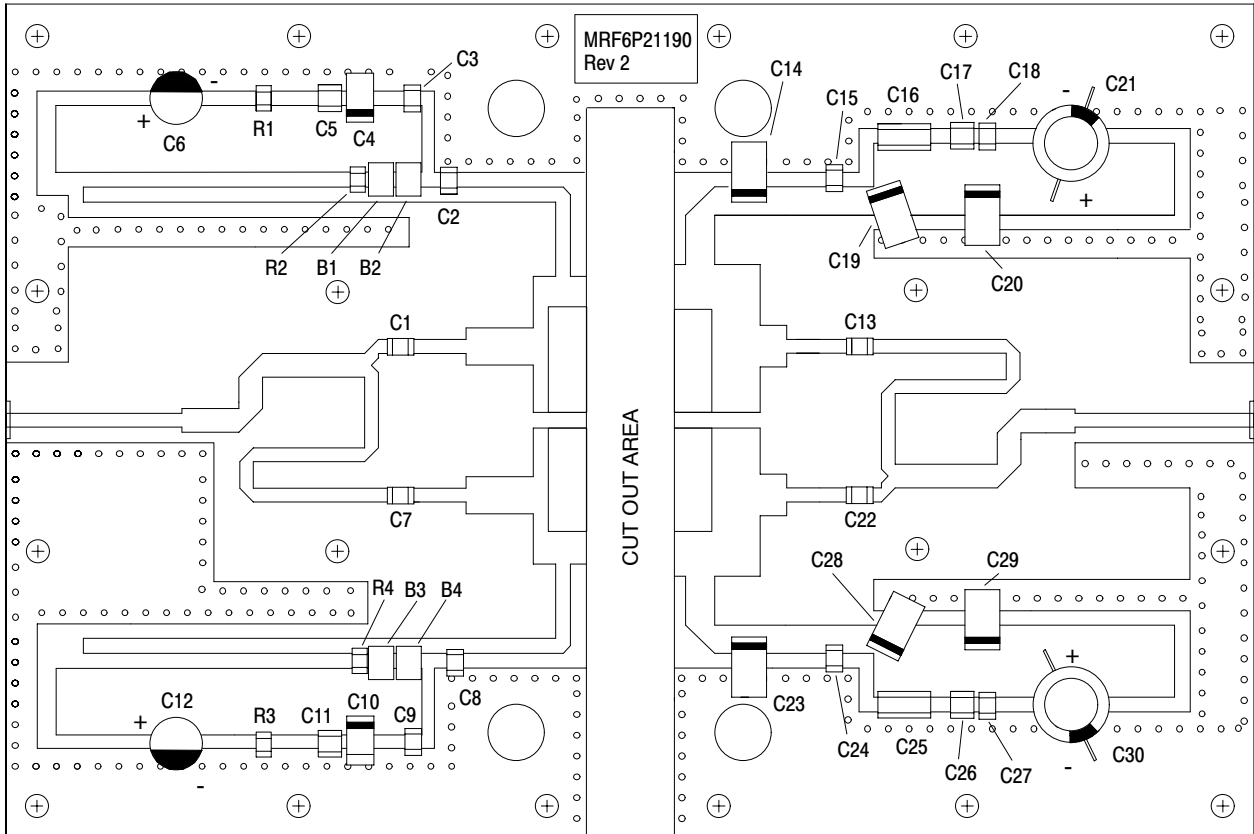 MRF6P21190
Rev 2
C3
C14
C17
C18
C21
C15
C16
-
-
+
C6
R1
C5
C4
+
C2
R2
B1
B2
C19
C20
C1
C13
CUT OUT AREA
C7
C22
C28
C29
R4
B3
B4
+
C12
+
R3
C11
C10
C9
C8
C23
C24
C25
C26
C27
C30
-
-